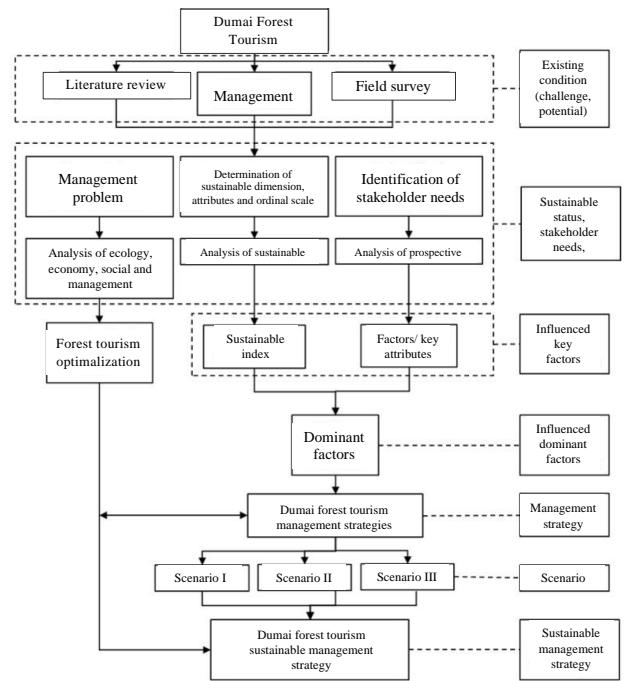 Dumai Forest
Tourism
Literature review
Management
Field survey
Existing
condition
(challenge,
potential)
Management
problem
Determination of
sustainable dimension,
attributes and ordinal scale
Identification of
stakeholder needs
Sustainable
status,
stakeholder
needs,
Analysis of ecology,
economy, social and
management
Analysis of sustainable
Analysis of prospective
Forest tourism
optimalization
Sustainable
index
Factors/ key
attributes
Influenced
key
factors
Dominant
factors
Influenced
dominant
factors
Dumai forest tourism
management strategies
Management
strategy
Scenario I
Scenario II
Scenario III
Scenario
Dumai forest tourism
sustainable management
strategy
Sustainable
management
strategy